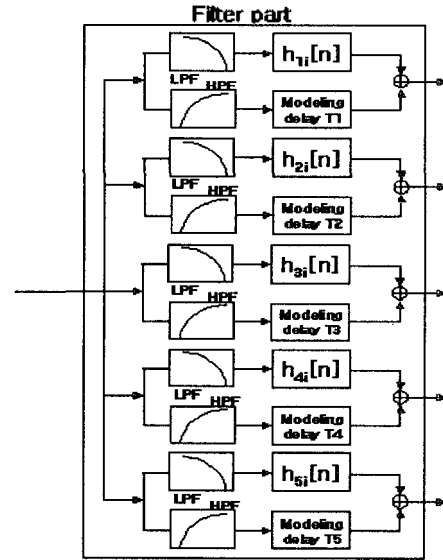 Filter part
h1i[n]
LPF
HPF
Modeling
delay T1
h2i[n]
LPF
HPF
Modeling
delay T2
h3i[n]
LPF
HPF
Modeling
delay T3
h4i[n]
LPF
HPF
Modeling
delay T4
h5i[n]
LPF
HPF
Modeling
delay T5